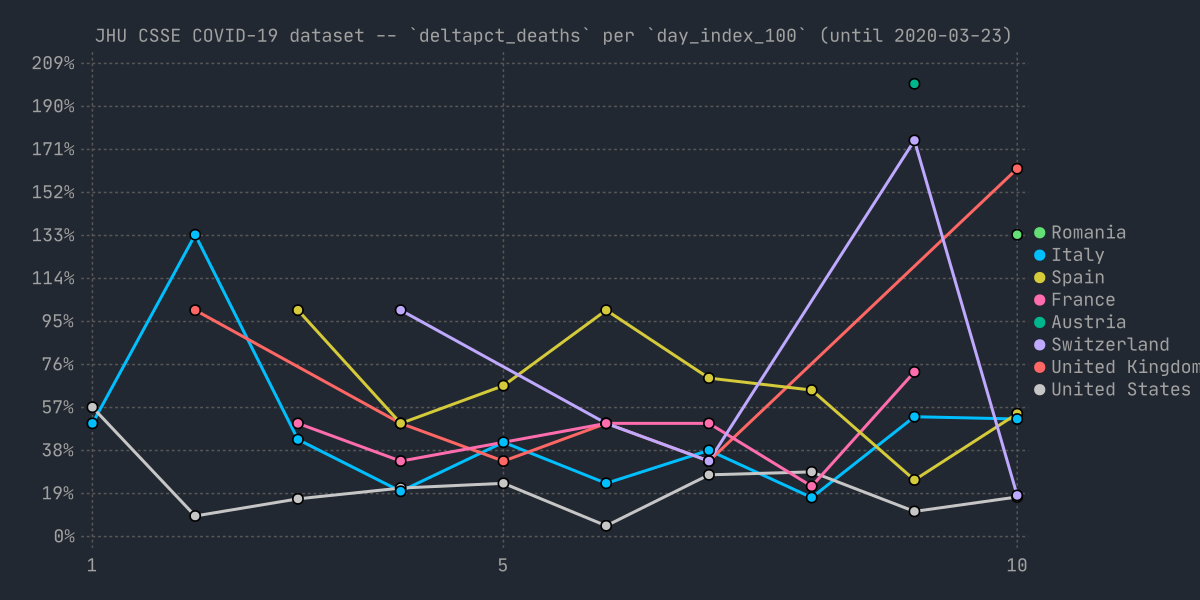 JHU CSSE COVID-19 dataset -- `deltapct_deaths` per `day_index_100` (until 2020-03-23)
209%
190%
171%
152%
133%
114%
95%
76%
57%
38%
19%
0%
1
5
10
Romania
Italy
Spain
France
Austria
Switzerland
United Kingdom
United States